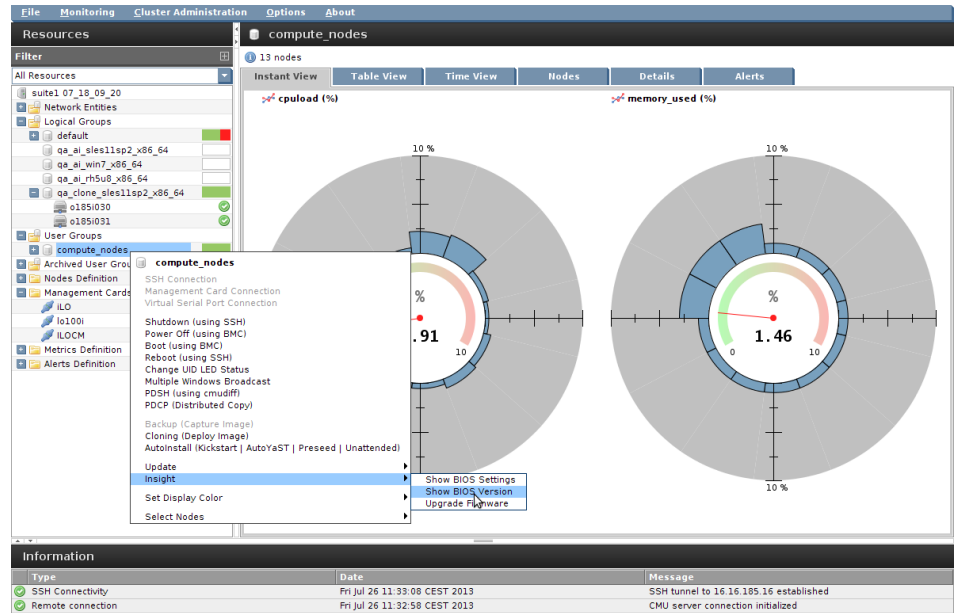 File Monitoring Cluster Administration Options About
Resources
compute_nodes
Filter
13 nodes
All Resources
Instant View Table View Time View Nodes Details Alerts
suite1 07_18_09_20
Network Entities
Logical Groups
default
qa_ai_sles11sp2_x86_64
qa_ai_win7_x86_64
qa_ai_rh5u8_x86_64
qa_clone_sles11sp2_x86_64
o185i030
o185i031
User Groups
compute_nodes
Archived User Grou
Nodes Definition
Management Cards
iLO
lo100i
ILOCM
Metrics Definition
Alerts Definition
cpuload (%)
10 %
%
.91
10
memory_used (%)
10 %
%
1.46
0 10
10 %
compute_nodes
SSH Connection
Management Card Connection
Virtual Serial Port Connection
Shutdown (using SSH)
Power Off (using BMC)
Boot (using BMC)
Reboot (using SSH)
Change UID LED Status
Multiple Windows Broadcast
PDSH (using cmudiff)
PDCP (Distributed Copy)
Backup (Capture Image)
Cloning (Deploy Image)
AutoInstall (Kickstart | AutoYaST | Preseed | Unattended)
Update
Insight
Set Display Color
Select Nodes
Show BIOS Settings
Show BIOS Version
Upgrade Firmware
Information
Type Date Message
SSH Connectivity Fri Jul 26 11:33:08 CEST 2013 SSH tunnel to 16.16.185.16 established
Remote connection Fri Jul 26 11:32:58 CEST 2013 CMU server connection initialized